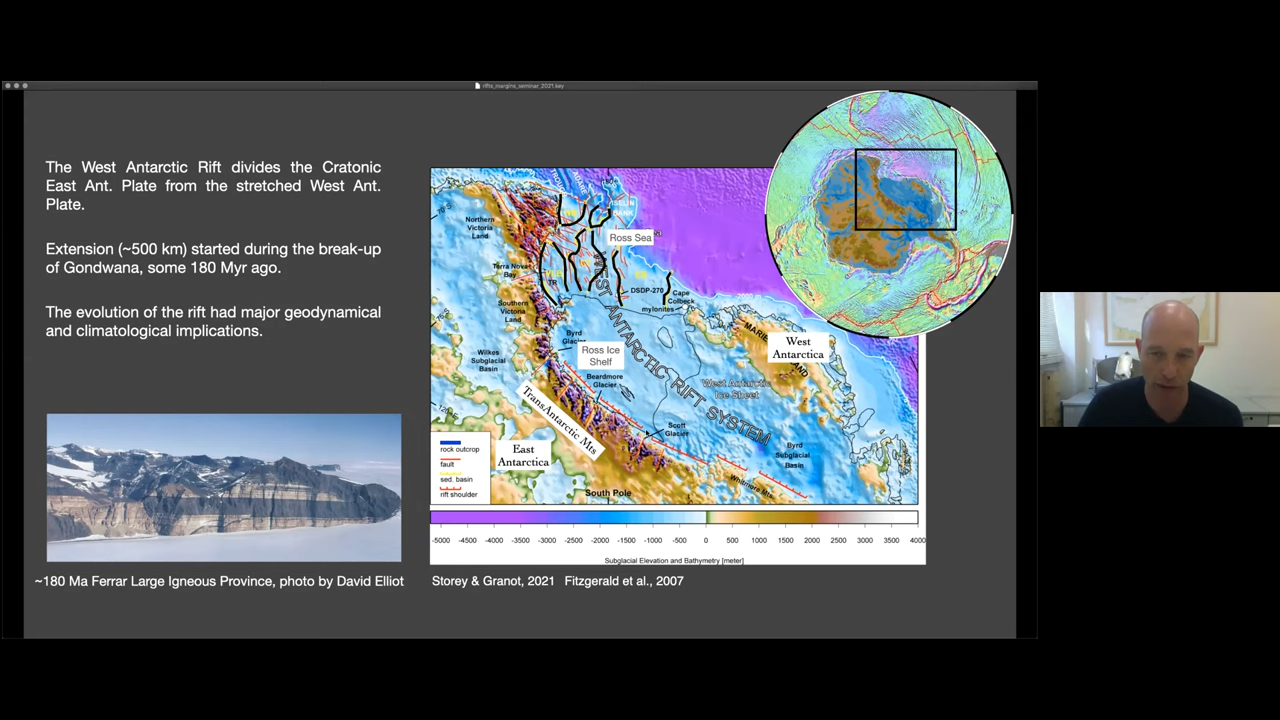 rifts_margins_seminar_2021.key
The West Antarctic Rift divides the Cratonic
East Ant. Plate from the stretched West Ant.
Plate.
Extension (~500 km) started during the break-up
of Gondwana, some 180 Myr ago.
The evolution of the rift had major geodynamical
and climatological implications.
~180 Ma Ferrar Large Igneous Province, photo by David Elliot
Northern
Victoria
Land
Ross Sea
Terra Nova
Bay
TR
DSDP-270
mylonites
Cape
Colbeck
Southern
Victoria
Land
Byrd
Glacier
Ross Ice
Shelf
Wilkes
Subglacial
Basin
Beardmore
Glacier
WEST ANTARCTIC RIFT SYSTEM
West
Antarctica
West Antarctic
Ice Sheet
TransAntarctic Mts
Scott
Glacier
East
Antarctica
Byrd
Subglacial
Basin
Whitmore Mts.
South Pole
rock outcrop
fault
sed. basin
rift shoulder
-5000 -4500 -4000 -3500 -3000 -2500 -2000 -1500 -1000 -500 0 500 1000 1500 2000 2500 3000 3500 4000
Subglacial Elevation and Bathymetry [meter]
Storey & Granot, 2021 Fitzgerald et al., 2007